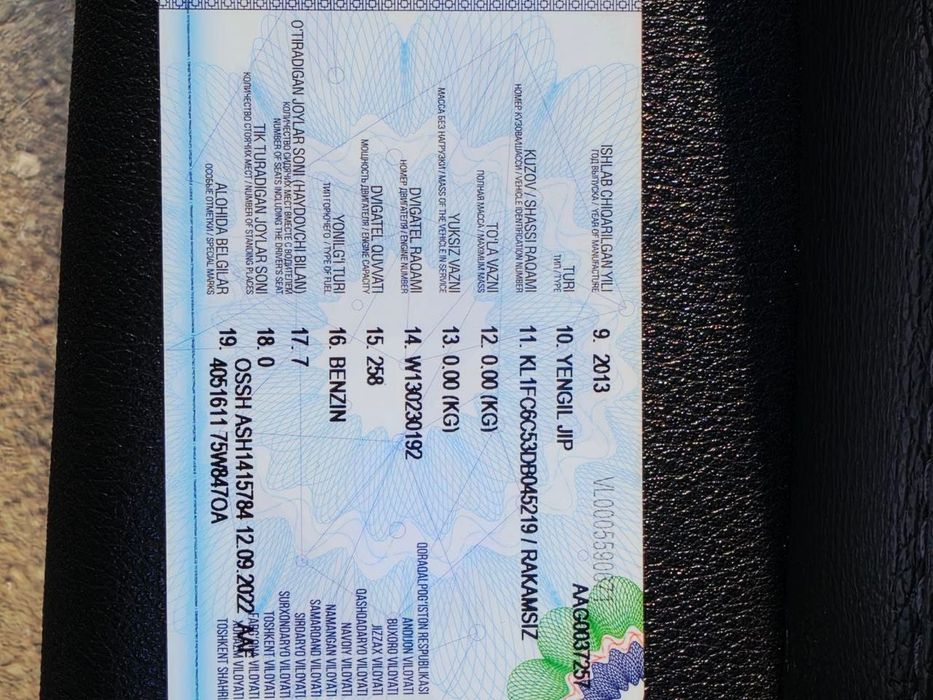 ISHLAB CHIQARILGAN YILI
ГОД ВЫПУСКА / YEAR OF MANUFACTURE
9. 2013
TURI
ТИП / TYPE
10. YENGIL JIP
KUZOV/ SHASSI RAQAMI
НОМЕР КУЗОВА/ШАССИ / VEHICLE IDENTIFICATION NUMBER
11. KL1FC6C53DB045219 / RAKAMSIZ
TO'LA VAZNI
ПОЛНАЯ МАССА / MAXIMUM MASS
12. 0.00 (KG)
YUKSIZ VAZNI
МАССА БЕЗ НАГРУЗКИ / MASS OF THE VEHICLE IN SERVICE
13. 0.00 (KG)
DVIGATEL RAQAMI
НОМЕР ДВИГАТЕЛЯ / ENGINE NUMBER
14. W130230192
DVIGATEL QUVVATI
МОЩНОСТЬ ДВИГАТЕЛЯ / ENGINE CAPACITY
15. 258
YONILG'I TURI
ТИП ГОРЮЧЕГО / TYPE OF FUEL
16. BENZIN
O'TIRADIGAN JOYLAR SONI (HAYDOVCHI BILAN)
КОЛИЧЕСТВО СИДЯЧИХ МЕСТ ВМЕСТЕ С ВОДИТЕЛЕМ
NUMBER OF SEATS INCLUDING THE DRIVER'S SEAT
17. 7
TIK TURADIGAN JOYLAR SONI
КОЛИЧЕСТВО СТОЯЧИХ МЕСТ / NUMBER OF STANDING PLACES
18. 0
ALOHIDA BELGILAR
ОСОБЫЕ ОТМЕТКИ / SPECIAL MARKS
OSSH ASH1415784 12.09.2022
19. 4051611 75W847OA
AAG003725
QORAQALPOG'ISTON RESPUBLIKASI
ANDIJON VILOYATI
BUXORO VILOYATI
JIZZAX VILOYATI
QASHQADARYO VILOYATI
NAVOIY VILOYATI
NAMANGAN VILOYATI
SAMARQAND VILOYATI
SIRDARYO VILOYATI
SURXONDARYO VILOYATI
TOSHKENT VILOYATI
VILOYATI
VILOYATI
TOSHKENT SHAHRI